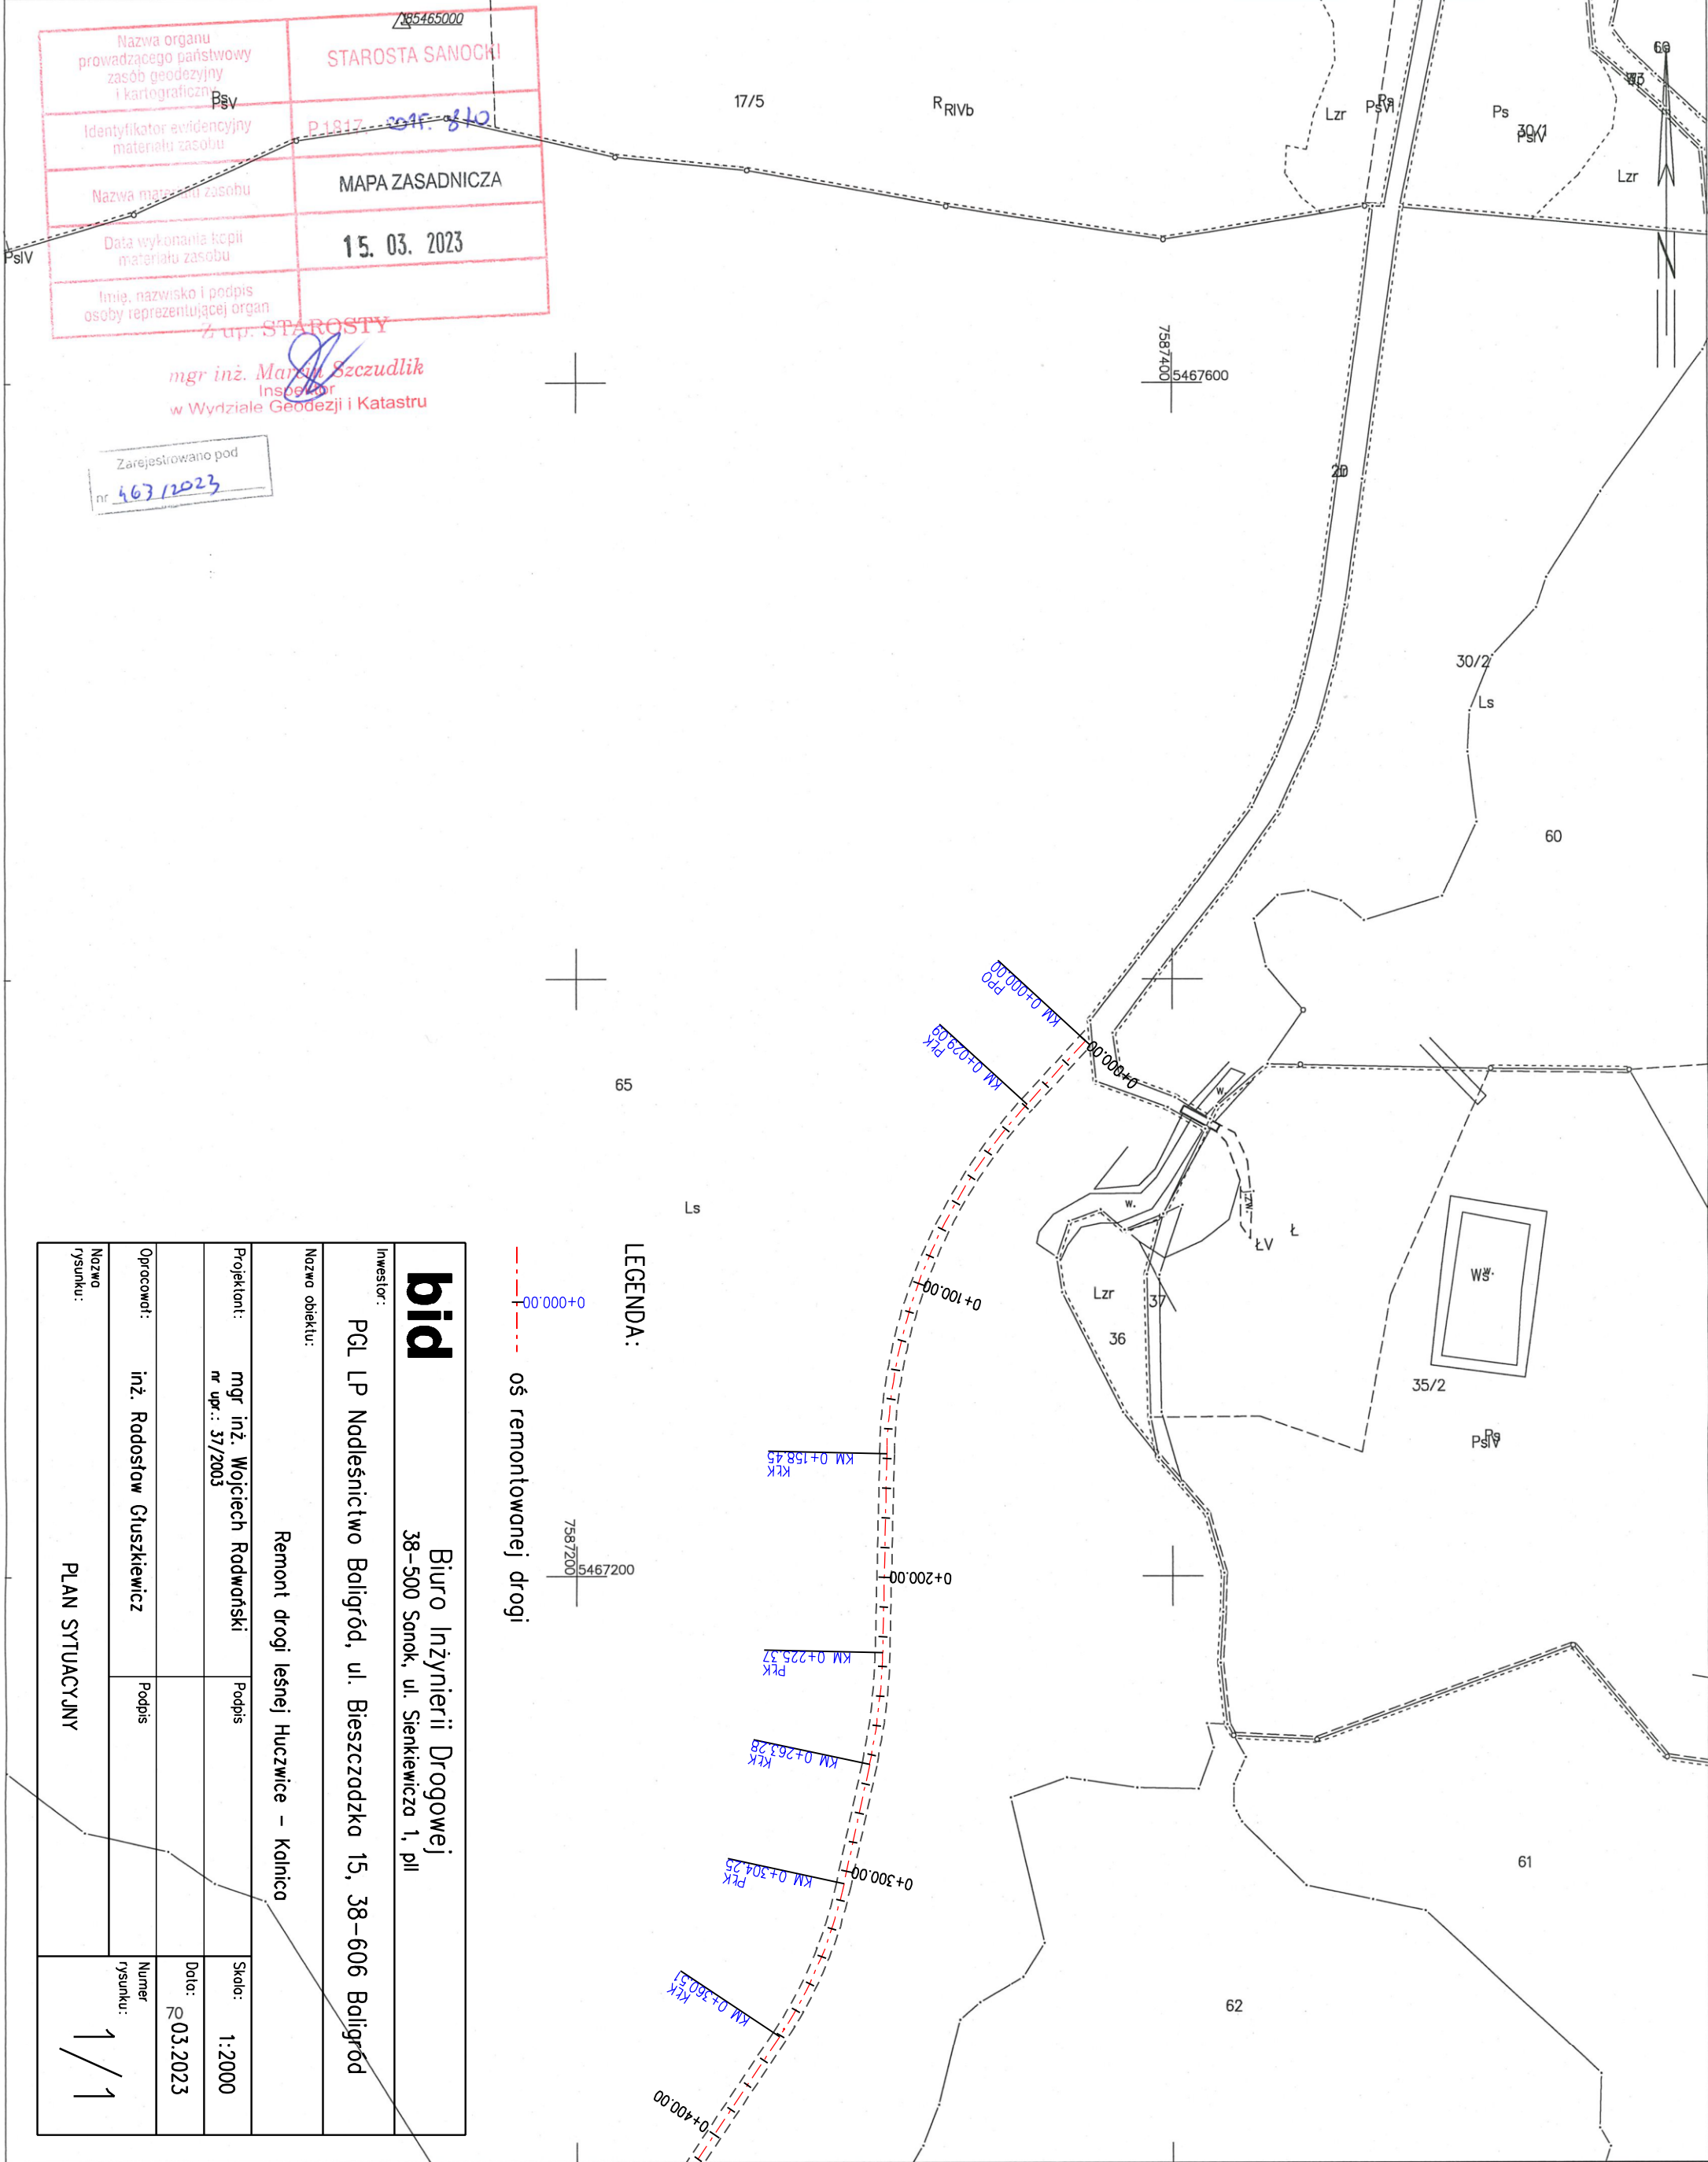 Nazwa organu
prowadzącego państwowy
zasób geodezyjny
i kartograficzny
STAROSTA SANOCKI
Identyfikator ewidencyjny
materiału zasobu
P.1817.
Nazwa materiału zasobu
MAPA ZASADNICZA
Data wykonania kopii
materiału zasobu
15. 03. 2023
Imię, nazwisko i podpis
osoby reprezentującej organ
Z up. STAROSTY
mgr inż. Marcin Szczudlik
Inspektor
w Wydziale Geodezji i Katastru
Zarejestrowano pod
nr 463/2023
PsV
PsIV
17/5
R RIVb
Lzr
PsVI
Ps
30/1
PsIV
Lzr
7587400
5467600
20
30/2
Ls
60
65
Ls
KM 0+000.00
PPO
KM 0+029.09
PŁK
0+000.00
0+100.00
KM 0+158.45
KŁK
0+200.00
KM 0+225.37
PŁK
KM 0+263.28
KŁK
0+300.00
KM 0+304.25
PŁK
KM 0+360.51
KŁK
0+400.00
w.
w.
ŁV
Ł
Lzr
37
36
Ws
w.
35/2
Ps
PsIV
61
62
7587200
5467200
LEGENDA:
0+000.00
oś remontowanej drogi
bid
Biuro Inżynierii Drogowej
38-500 Sanok, ul. Sienkiewicza 1, pII
Inwestor:
PGL LP Nadleśnictwo Baligród, ul. Bieszczadzka 15, 38-606 Baligród
Nazwa obiektu:
Remont drogi leśnej Huczwice - Kalnica
Projektant:
mgr inż. Wojciech Radwański
nr upr.: 37/2003
Podpis
Skala:
1:2000
Data:
03.2023
Opracował:
inż. Radosław Głuszkiewicz
Podpis
Numer
rysunku:
1/1
Nazwa
rysunku:
PLAN SYTUACYJNY
70